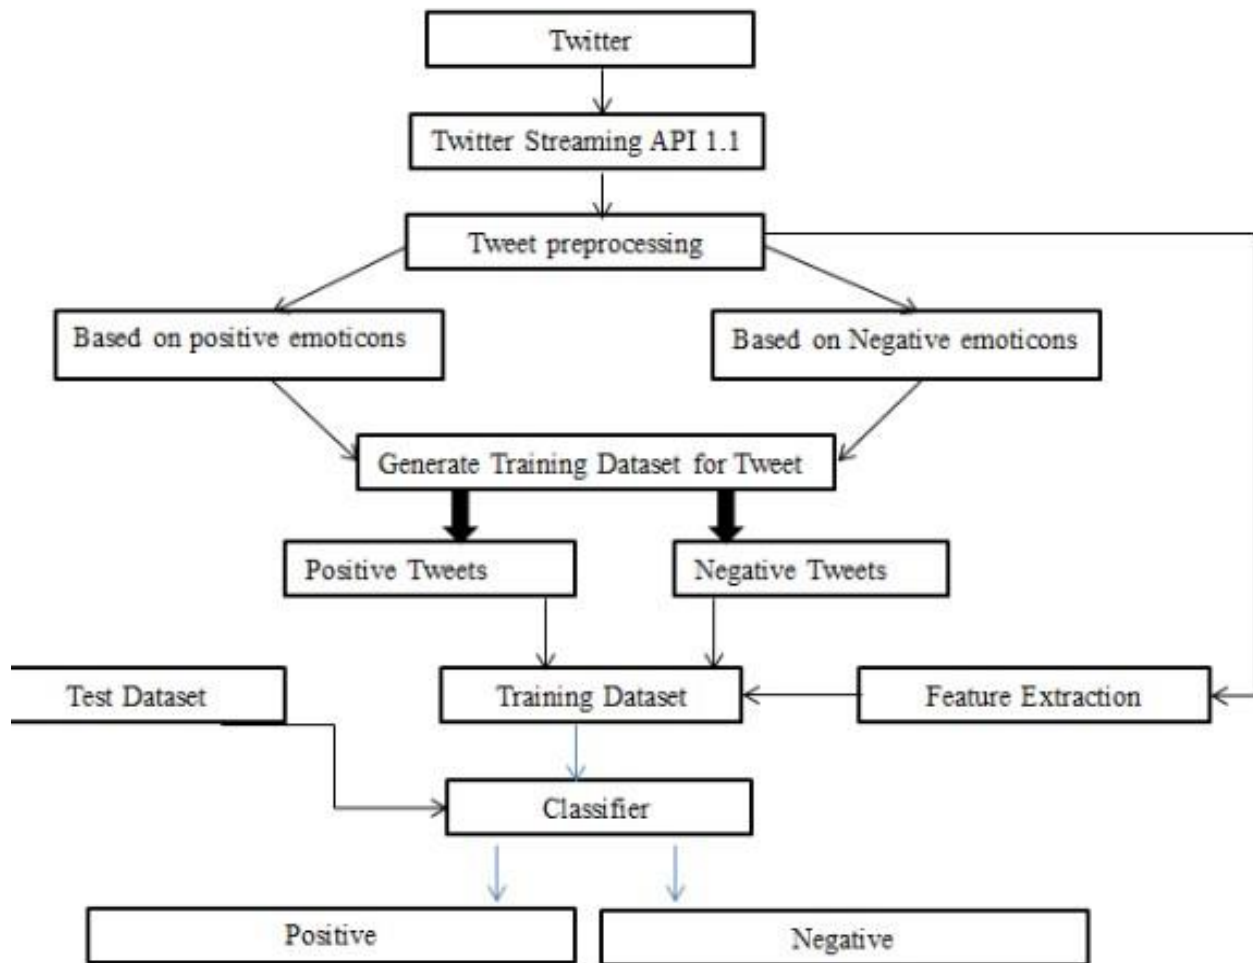 Twitter
Twitter Streaming API 1.1
Tweet preprocessing
Based on positive emoticons
Based on Negative emoticons
Generate Training Dataset for Tweet
Positive Tweets
Negative Tweets
Test Dataset
Training Dataset
Feature Extraction
Classifier
Positive
Negative